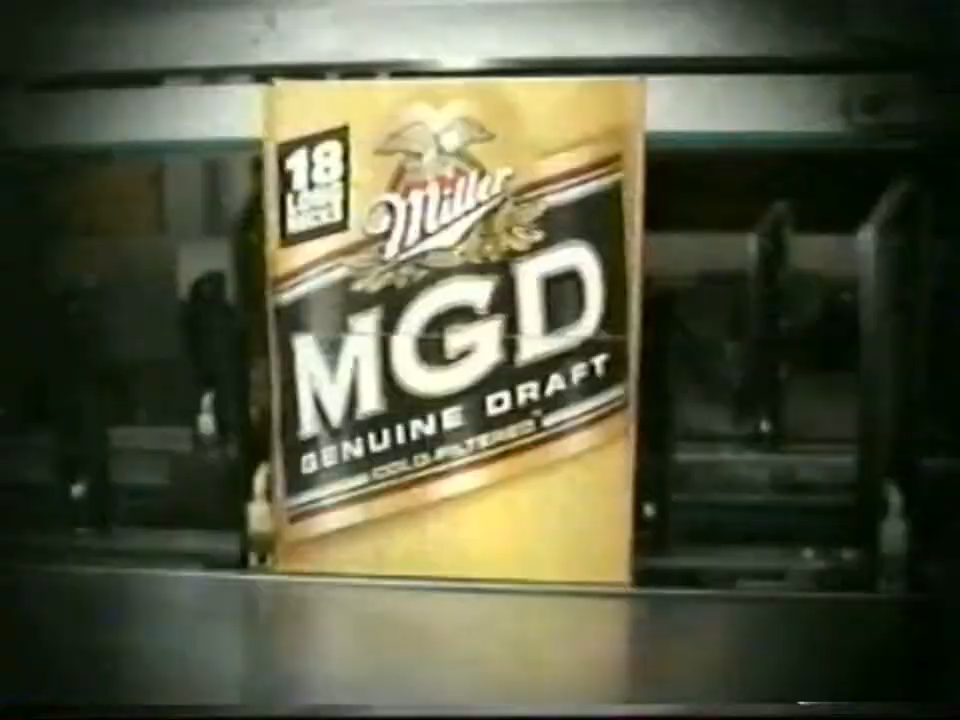 18
LONG
NECK
Miller
MGD
GENUINE DRAFT
COLD-FILTERED